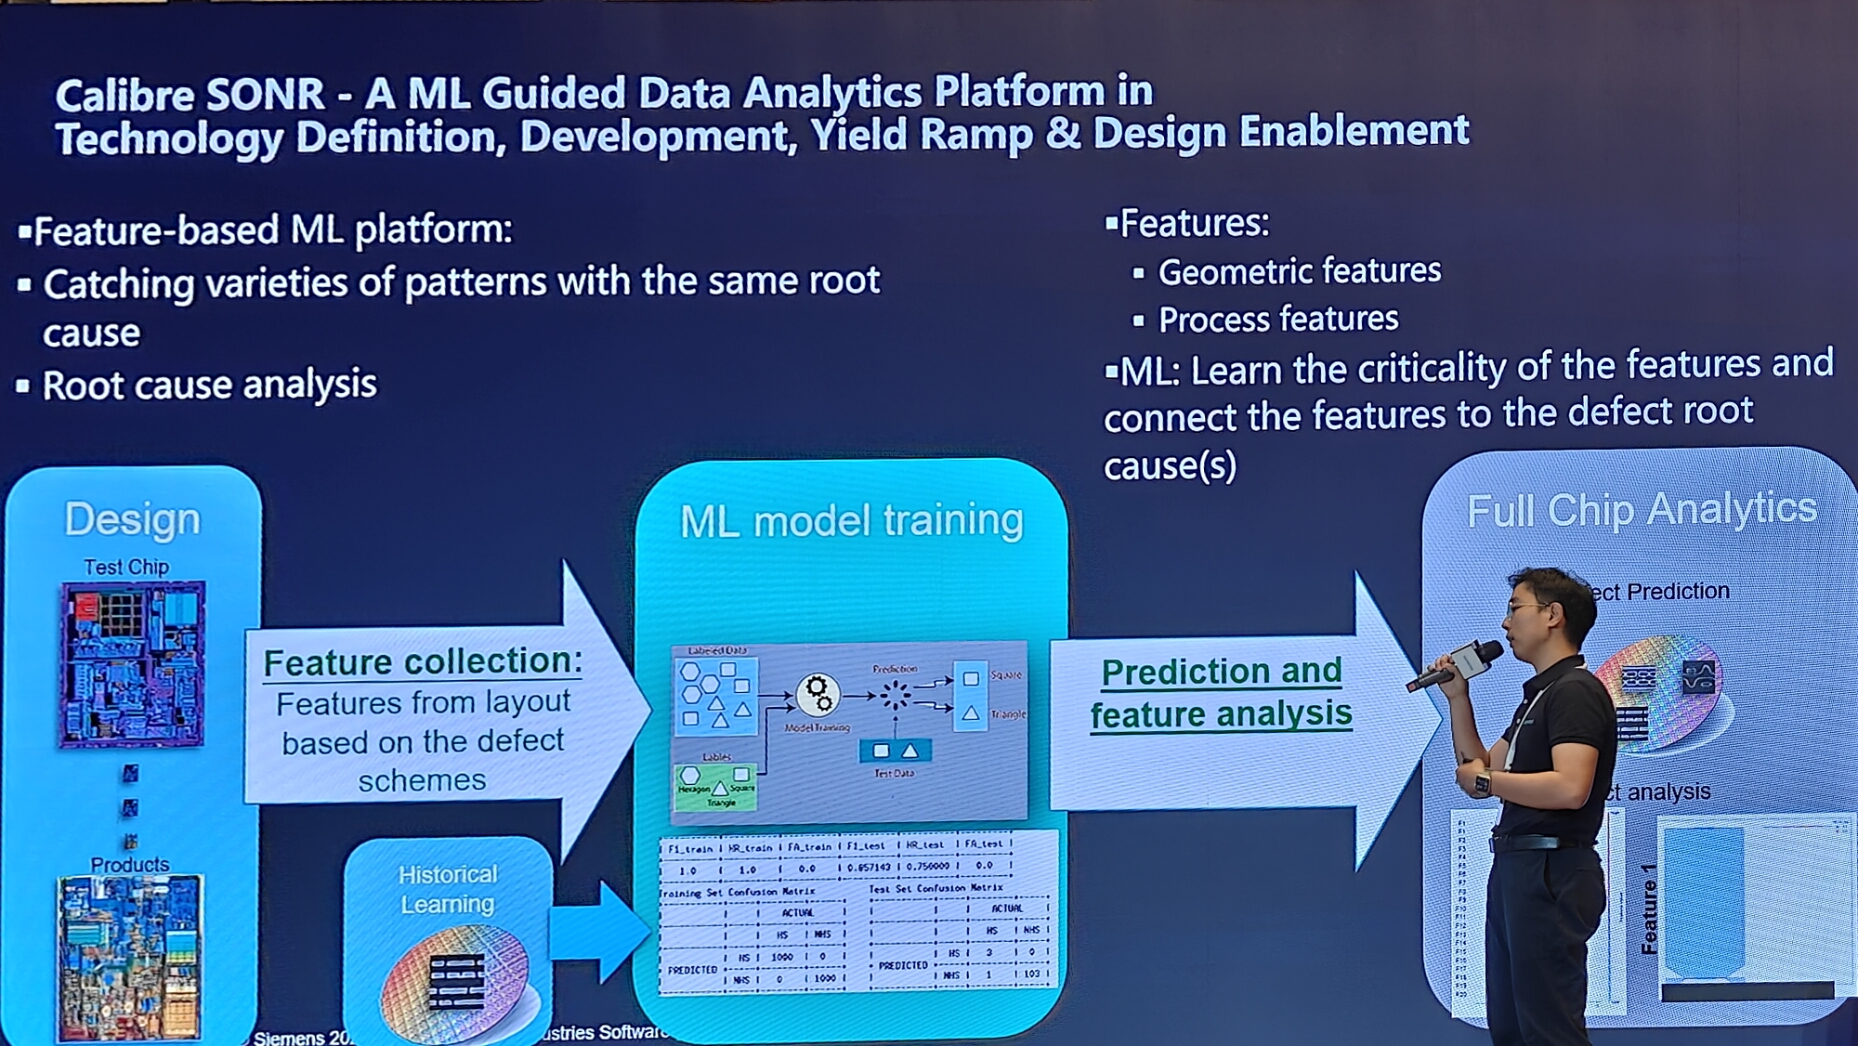 Calibre SONR - A ML Guided Data Analytics Platform in
Technology Definition, Development, Yield Ramp & Design Enablement
▪Feature-based ML platform:
▪ Catching varieties of patterns with the same root
cause
▪ Root cause analysis
▪Features:
▪ Geometric features
▪ Process features
▪ML: Learn the criticality of the features and
connect the features to the defect root
cause(s)
Design
Test Chip
Products
Feature collection:
Features from layout
based on the defect
schemes
Historical
Learning
ML model training
Labeled Data
Lables
Hexagon
Square
Triangle
Model Training
Prediction
Test Data
Square
Triangle
F1_train | HR_train | FA_train | F1_test | HR_test | FA_test |
1.0 | 1.0 | 0.0 | 0.857143 | 0.750000 | 0.0 |
Training Set Confusion Matrix
ACTUAL
HS | NHS
PREDICTED
HS | 1000 | 0
NHS | 0 | 1000
Test Set Confusion Matrix
ACTUAL
HS | NHS
PREDICTED
HS | 3 | 0
NHS | 1 | 103
Prediction and
feature analysis
Full Chip Analytics
ect Prediction
ct analysis
Feature 1
Siemens 20
ustries Software